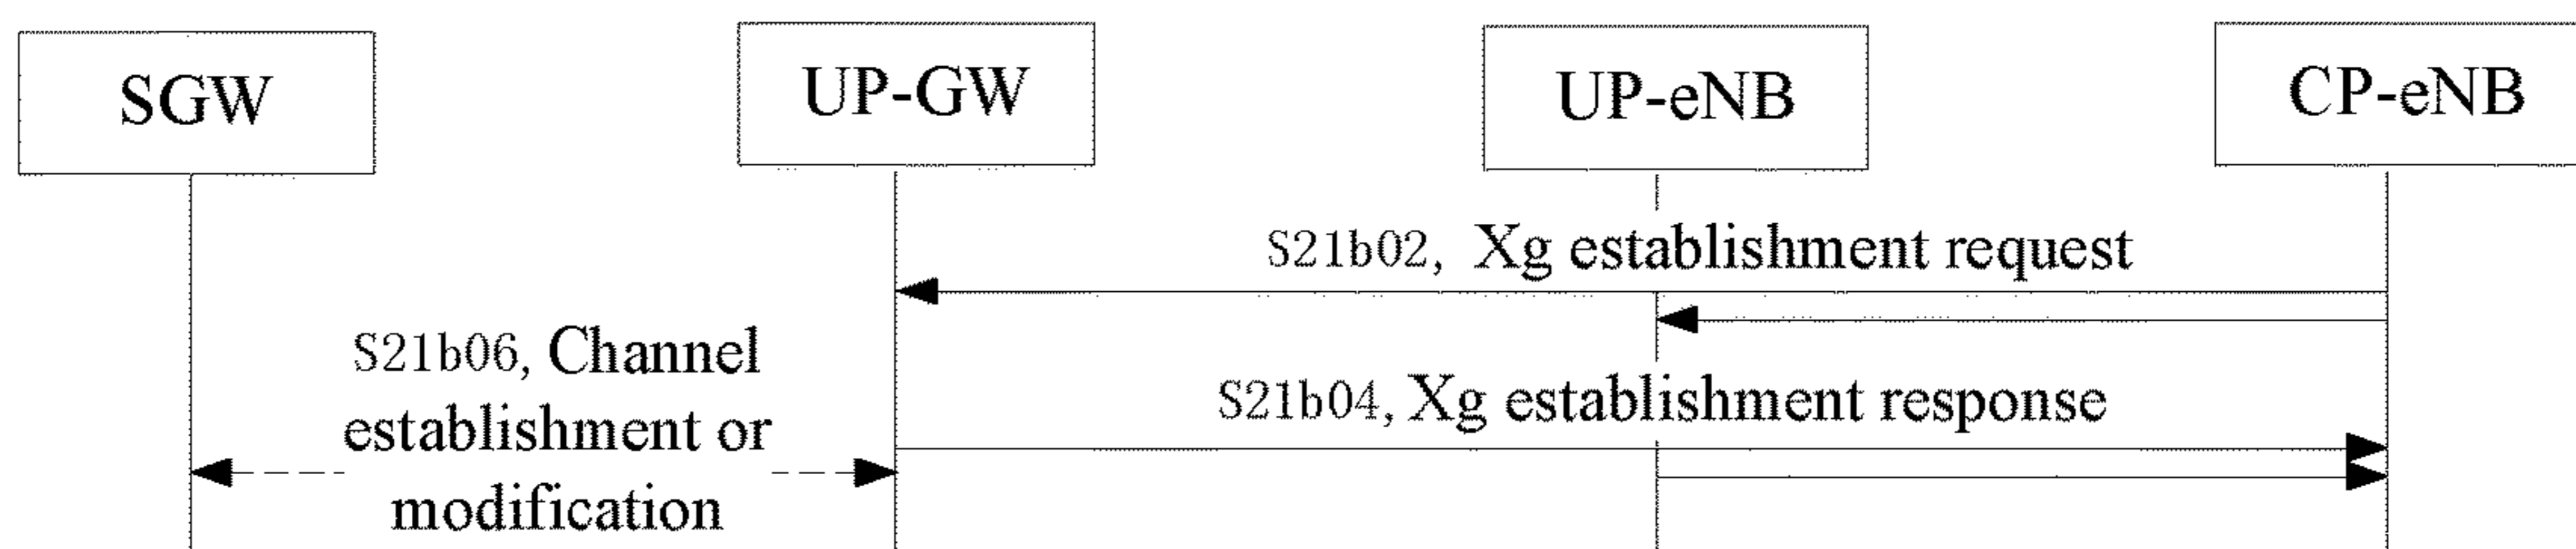 SGW
UP-GW
UP-eNB
CP-eNB
S21b02, Xg establishment request
S21b06, Channel
establishment or
modification
S21b04, Xg establishment response